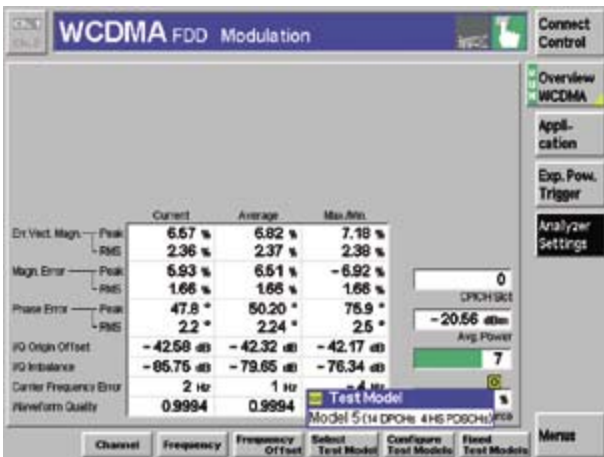 WCDMA FDD Modulation
Connect Control
Overview WCDMA
Appli- cation
Exp. Pow. Trigger
Analyzer Settings
Current Average Max./Min.
Err.Vect. Magn. Peak 6.57 % 6.82 % 7.18 %
RMS 2.36 % 2.37 % 2.38 %
Magn. Error Peak 5.93 % 6.51 % -6.92 %
RMS 1.66 % 1.66 % 1.66 %
Phase Error Peak 47.8 ° 50.20 ° 75.9 °
RMS 2.2 ° 2.24 ° 2.5 °
I/Q Origin Offset -42.58 dB -42.32 dB -42.17 dB
I/Q Imbalance -85.75 dB -79.65 dB -76.34 dB
Carrier Frequency Error 2 Hz 1 Hz -4 Hz
Waveform Quality 0.9994 0.9994
0
CPICH Slot
-20.56 dBm
Avg. Power
7
%
Test Model
Model 5 (14 DPCHs 4 HS PDSCHs)
Channel
Frequency
Frequency Offset
Select Test Model
Configure Test Models
Fixed Test Models
Menus